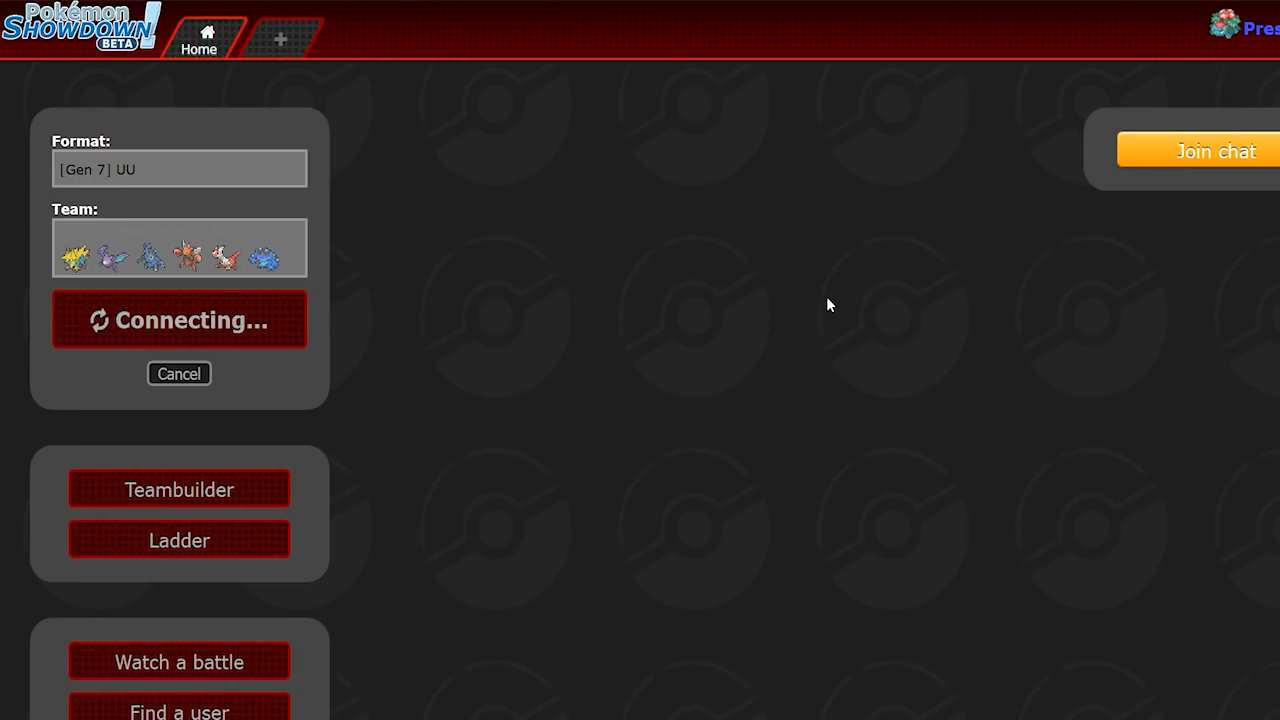 Pokémon
SHOWDOWN!
BETA
Home
Pres
Format:
[Gen 7] UU
Team:
Connecting...
Cancel
Teambuilder
Ladder
Watch a battle
Find a user
Join chat